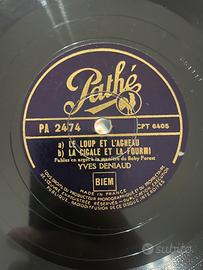 Pathé
PA 2474
CPT 6405
a) LE LOUP ET L'AGNEAU
b) LA CIGALE ET LA FOURMI
Fables en argot à la manière de Boby Forest
YVES DENIAUD
BIEM
MADE IN FRANCE
subito